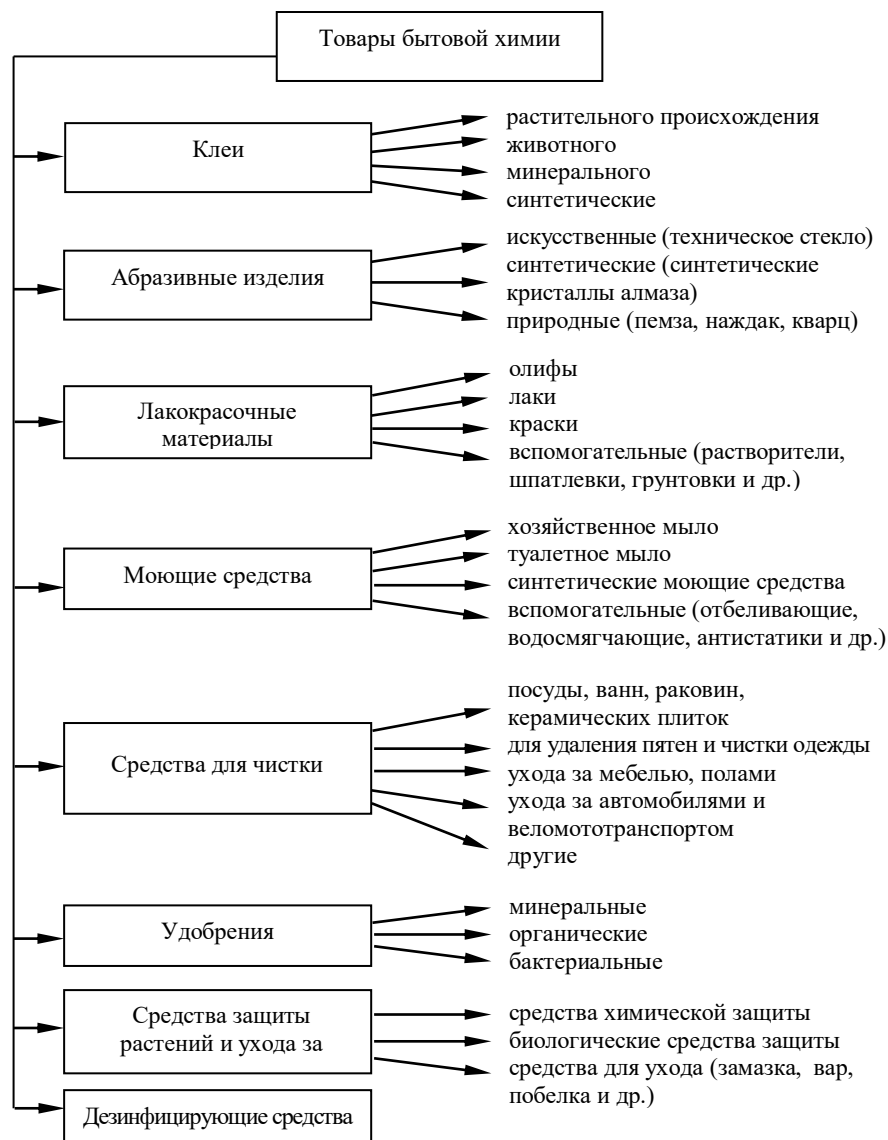 Товары бытовой химии
Клеи
растительного происхождения
животного
минерального
синтетические
Абразивные изделия
искусственные (техническое стекло)
синтетические (синтетические
кристаллы алмаза)
природные (пемза, наждак, кварц)
Лакокрасочные
материалы
олифы
лаки
краски
вспомогательные (растворители,
шпатлевки, грунтовки и др.)
Моющие средства
хозяйственное мыло
туалетное мыло
синтетические моющие средства
вспомогательные (отбеливающие,
водосмягчающие, антистатики и др.)
Средства для чистки
посуды, ванн, раковин,
керамических плиток
для удаления пятен и чистки одежды
ухода за мебелью, полами
ухода за автомобилями и
веломототранспортом
другие
Удобрения
минеральные
органические
бактериальные
Средства защиты
растений и ухода за
средства химической защиты
биологические средства защиты
средства для ухода (замазка, вар,
побелка и др.)
Дезинфицирующие средства